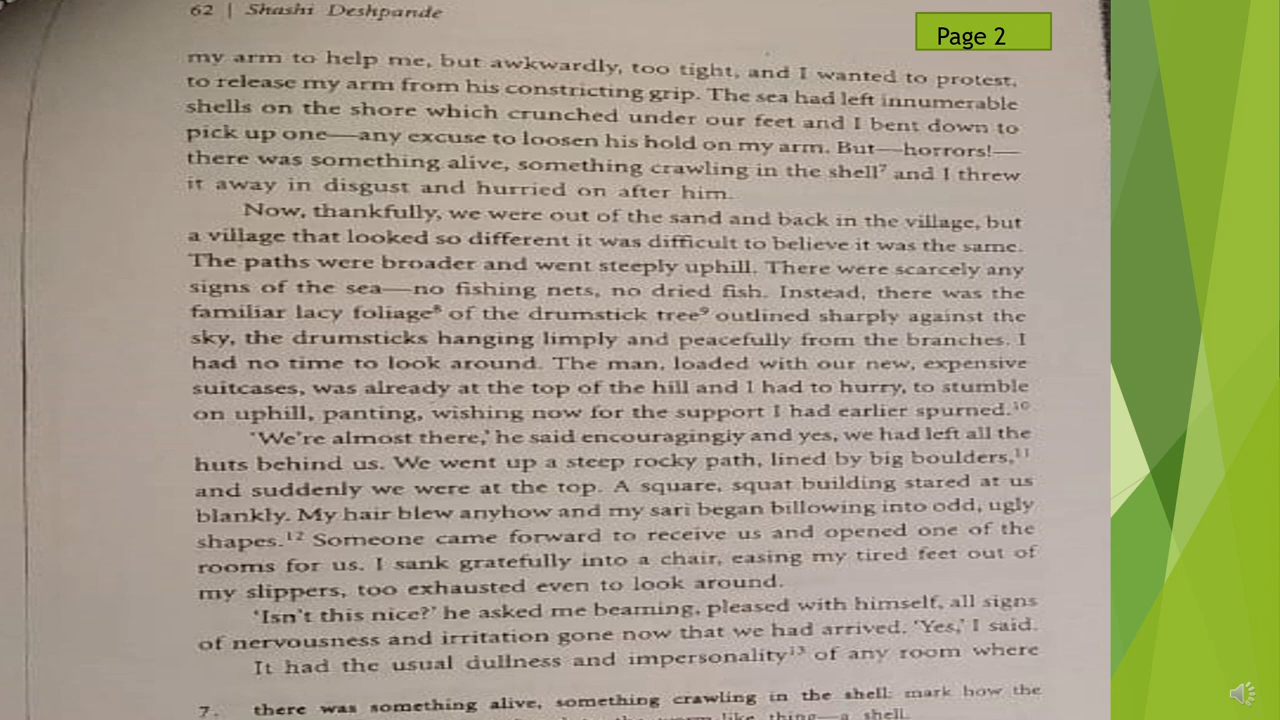 62 | Shashi Deshpande
Page 2
my arm to help me, but awkwardly, too tight, and I wanted to protest,
to release my arm from his constricting grip. The sea had left innumerable
shells on the shore which crunched under our feet and I bent down to
pick up one—any excuse to loosen his hold on my arm. But—horrors!—
there was something alive, something crawling in the shell⁷ and I threw
it away in disgust and hurried on after him.
Now, thankfully, we were out of the sand and back in the village, but
a village that looked so different it was difficult to believe it was the same.
The paths were broader and went steeply uphill. There were scarcely any
signs of the sea—no fishing nets, no dried fish. Instead, there was the
familiar lacy foliage⁸ of the drumstick tree⁹ outlined sharply against the
sky, the drumsticks hanging limply and peacefully from the branches. I
had no time to look around. The man, loaded with our new, expensive
suitcases, was already at the top of the hill and I had to hurry, to stumble
on uphill, panting, wishing now for the support I had earlier spurned.¹⁰
'We're almost there,' he said encouragingly and yes, we had left all the
huts behind us. We went up a steep rocky path, lined by big boulders,¹¹
and suddenly we were at the top. A square, squat building stared at us
blankly. My hair blew anyhow and my sari began billowing into odd, ugly
shapes.¹² Someone came forward to receive us and opened one of the
rooms for us. I sank gratefully into a chair, easing my tired feet out of
my slippers, too exhausted even to look around.
'Isn't this nice?' he asked me beaming, pleased with himself, all signs
of nervousness and irritation gone now that we had arrived. 'Yes,' I said.
It had the usual dullness and impersonality¹³ of any room where
7. there was something alive, something crawling in the shell: mark how the
worm-like thing—a shell.